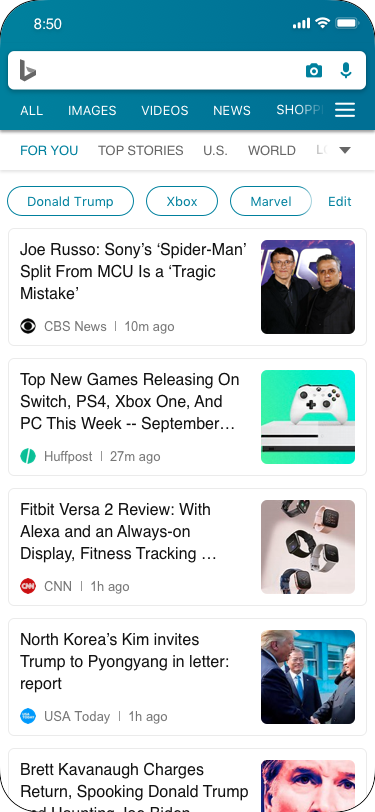 8:50
ALL IMAGES VIDEOS NEWS SHOPP
FOR YOU TOP STORIES U.S. WORLD
Donald Trump Xbox Marvel Edit
Joe Russo: Sony’s ‘Spider-Man’
Split From MCU Is a ‘Tragic
Mistake’
CBS News | 10m ago
Top New Games Releasing On
Switch, PS4, Xbox One, And
PC This Week -- September…
Huffpost | 27m ago
Fitbit Versa 2 Review: With
Alexa and an Always-on
Display, Fitness Tracking …
CNN
CNN | 1h ago
North Korea’s Kim invites
Trump to Pyongyang in letter:
report
USA Today | 1h ago
Brett Kavanaugh Charges
Return, Spooking Donald Trump
and Haunting Joe Biden